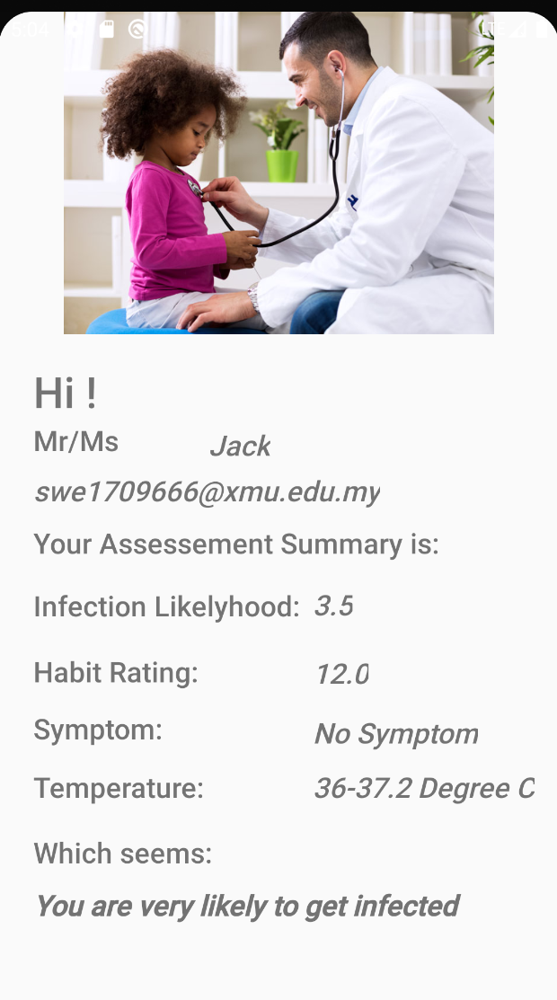 5:04
LTE
Hi !
Mr/Ms Jack
swe1709666@xmu.edu.my
Your Assessement Summary is:
Infection Likelyhood: 3.5
Habit Rating: 12.0
Symptom: No Symptom
Temperature: 36-37.2 Degree C
Which seems:
You are very likely to get infected